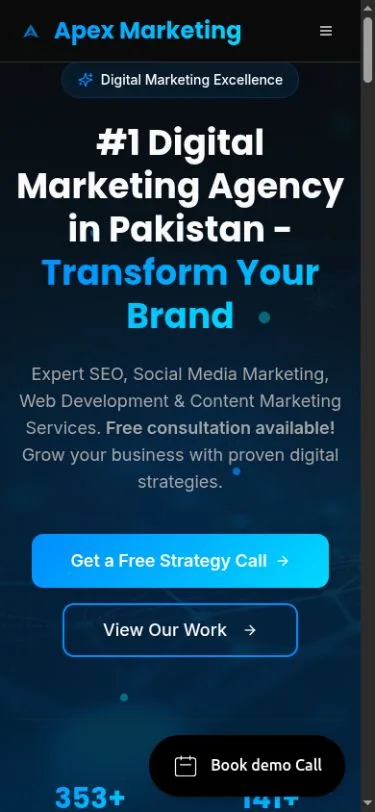 Apex Marketing
Digital Marketing Excellence
#1 Digital
Marketing Agency
in Pakistan -
Transform Your
Brand
Expert SEO, Social Media Marketing,
Web Development & Content Marketing
Services. Free consultation available!
Grow your business with proven digital
strategies.
Get a Free Strategy Call →
View Our Work →
Book demo Call
353+
141+